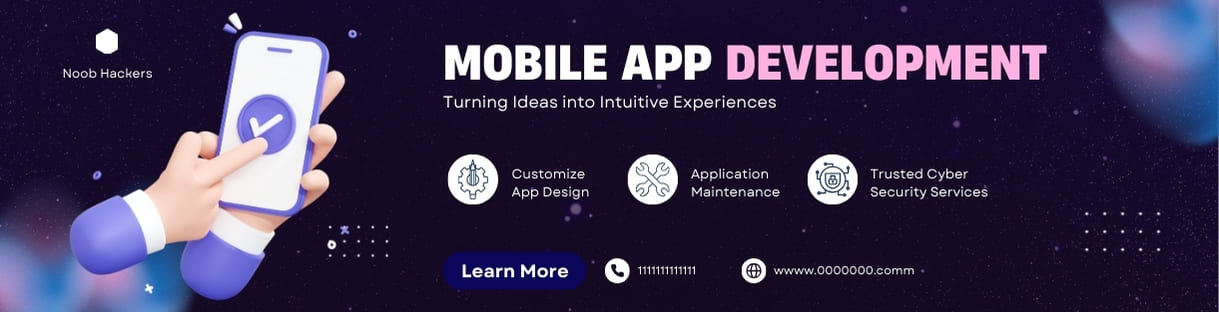 Noob Hackers
MOBILE APP DEVELOPMENT
Turning Ideas into Intuitive Experiences
Customize
App Design
Application
Maintenance
Trusted Cyber
Security Services
Learn More
1111111111111
wwww.0000000.comm